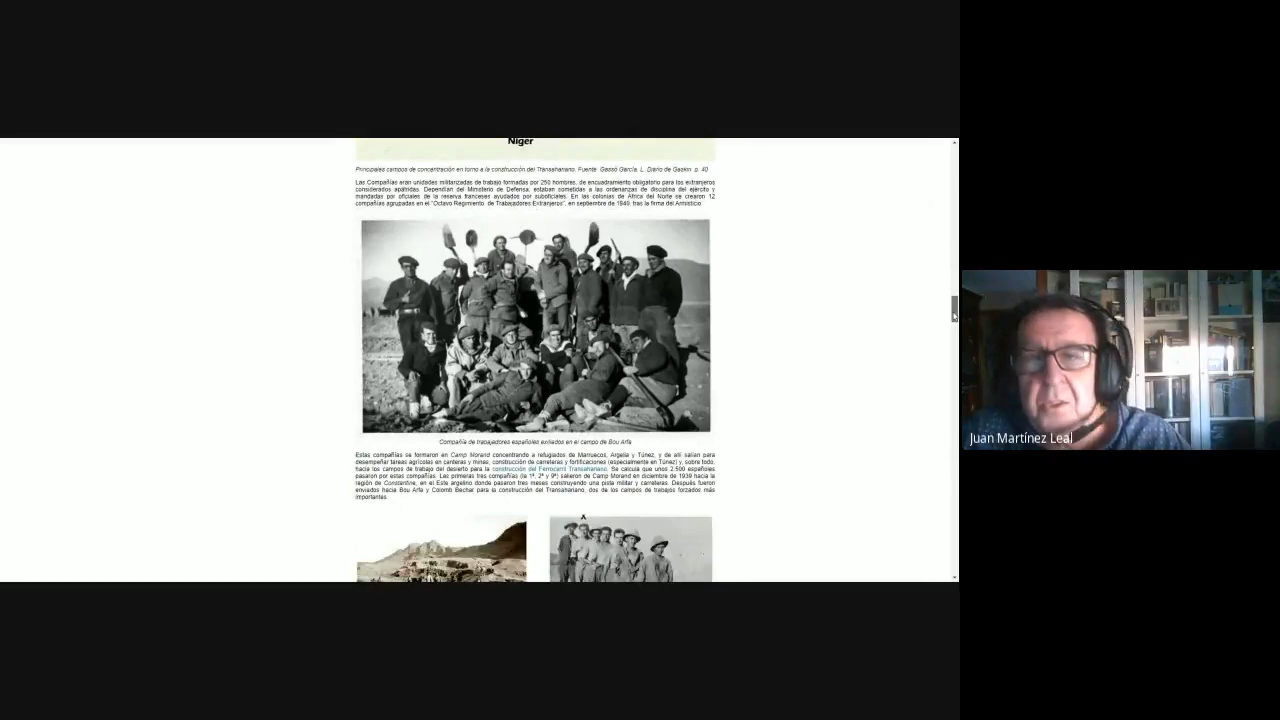 Niger
Principales campos de concentración en torno a la construcción del Transahariano. Fuente: Gassó García, L. Diario de Gaskin. p. 40
Las Compañías eran unidades militarizadas de trabajo formadas por 250 hombres, de encuadramiento obligatorio para los extranjeros
considerados apátridas. Dependían del Ministerio de Defensa: estaban sometidas a las ordenanzas de disciplina del ejército y
mandadas por oficiales de la reserva franceses ayudados por suboficiales. En las colonias de África del Norte se crearon 12
compañías agrupadas en el "Octavo Regimiento de Trabajadores Extranjeros", en septiembre de 1940, tras la firma del Armisticio.
Compañía de trabajadores españoles exiliados en el campo de Bou Arfa
Estas compañías se formaron en Camp Morand concentrando a refugiados de Marruecos, Argelia y Túnez, y de allí salían para
desempeñar tareas agrícolas en canteras y minas, construcción de carreteras y fortificaciones (especialmente en Túnez) y, sobre todo,
hacia los campos de trabajo del desierto para la construcción del Ferrocarril Transahariano. Se calcula que unos 2.500 españoles
pasaron por estas compañías. Las primeras tres compañías (la 1ª, 2ª y 9ª) salieron de Camp Morand en diciembre de 1939 hacia la
región de Constantine, en el Este argelino donde pasaron tres meses construyendo una pista militar y carreteras. Después fueron
enviados hacia Bou Arfa y Colomb Bechar para la construcción del Transahariano, dos de los campos de trabajos forzados más
importantes
X
Juan Martínez Leal